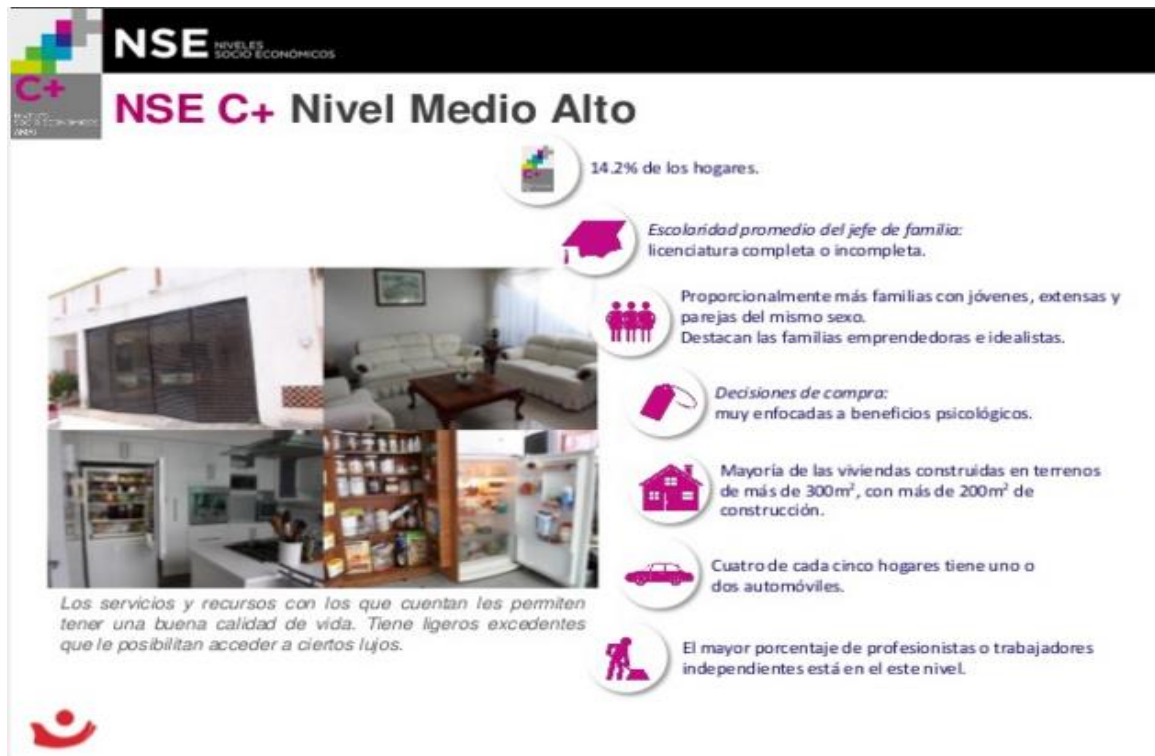 NSE NIVELES
SOCIO ECONÓMICOS
C+
NSE C+ Nivel Medio Alto
C+
14.2% de los hogares.
Escolaridad promedio del jefe de familia:
licenciatura completa o incompleta.
Proporcionalmente más familias con jóvenes, extensas y
parejas del mismo sexo.
Destacan las familias emprendedoras e idealistas.
Decisiones de compra:
muy enfocadas a beneficios psicológicos.
Mayoría de las viviendas construidas en terrenos
de más de 300m², con más de 200m² de
construcción.
Cuatro de cada cinco hogares tiene uno o
dos automóviles.
El mayor porcentaje de profesionistas o trabajadores
independientes está en el este nivel.
Los servicios y recursos con los que cuentan les permiten
tener una buena calidad de vida. Tiene ligeros excedentes
que le posibilitan acceder a ciertos lujos.